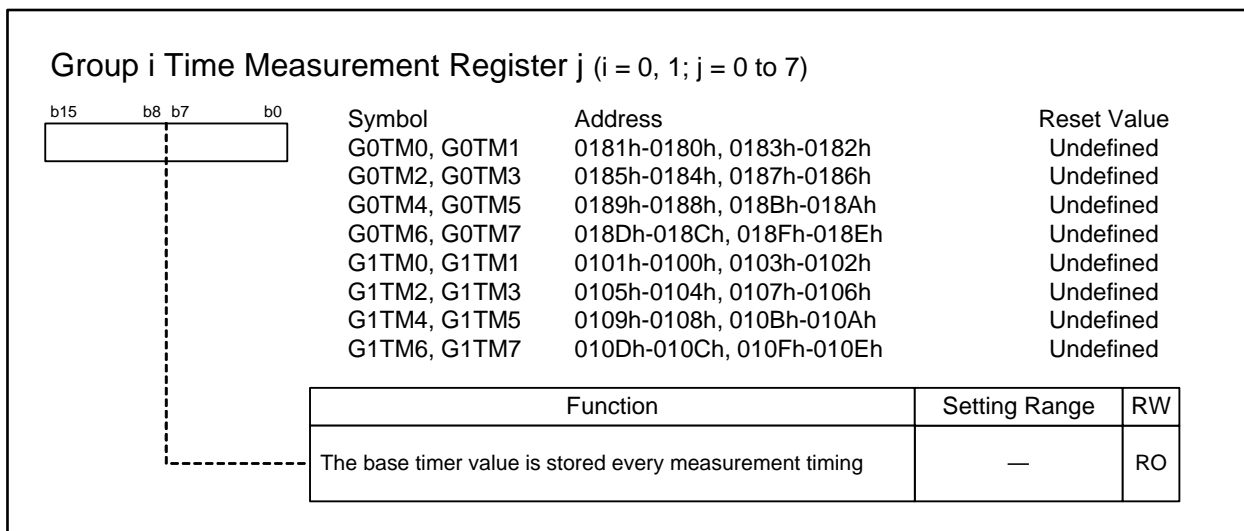 Group i Time Measurement Register j (i = 0, 1; j = 0 to 7)
b15 b8 b7 b0
Symbol Address Reset Value
G0TM0, G0TM1 0181h-0180h, 0183h-0182h Undefined
G0TM2, G0TM3 0185h-0184h, 0187h-0186h Undefined
G0TM4, G0TM5 0189h-0188h, 018Bh-018Ah Undefined
G0TM6, G0TM7 018Dh-018Ch, 018Fh-018Eh Undefined
G1TM0, G1TM1 0101h-0100h, 0103h-0102h Undefined
G1TM2, G1TM3 0105h-0104h, 0107h-0106h Undefined
G1TM4, G1TM5 0109h-0108h, 010Bh-010Ah Undefined
G1TM6, G1TM7 010Dh-010Ch, 010Fh-010Eh Undefined
Function Setting Range RW
The base timer value is stored every measurement timing — RO